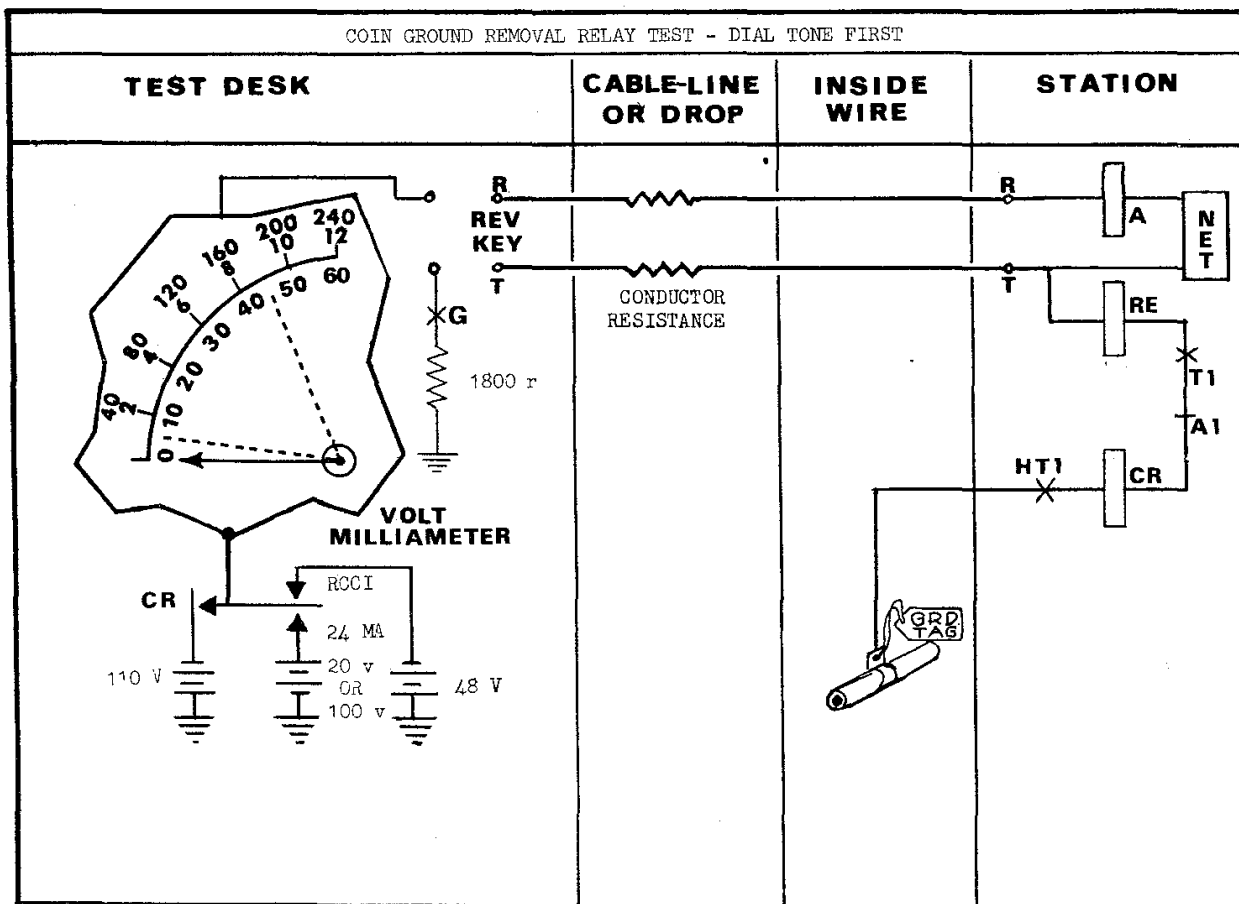 COIN GROUND REMOVAL RELAY TEST - DIAL TONE FIRST
TEST DESK
CABLE-LINE
OR DROP
INSIDE
WIRE
STATION
R
REV
KEY
T
G
1800 r
0 10 20 30 40 50 60
2 4 6 8 10 12
40 80 120 160 200 240
VOLT
MILLIAMETER
CR
RCCI
24 MA
110 V
20 v
OR
100 v
48 V
CONDUCTOR
RESISTANCE
GRD
TAG
R
T
A
NET
RE
T1
A1
HT1
CR